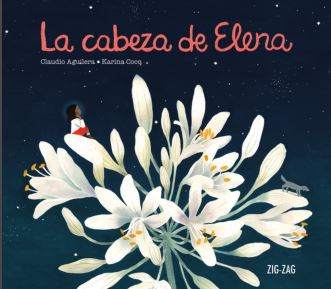 La cabeza de Elena
Claudio Aguilera • Karina Cocq
ZIG-ZAG